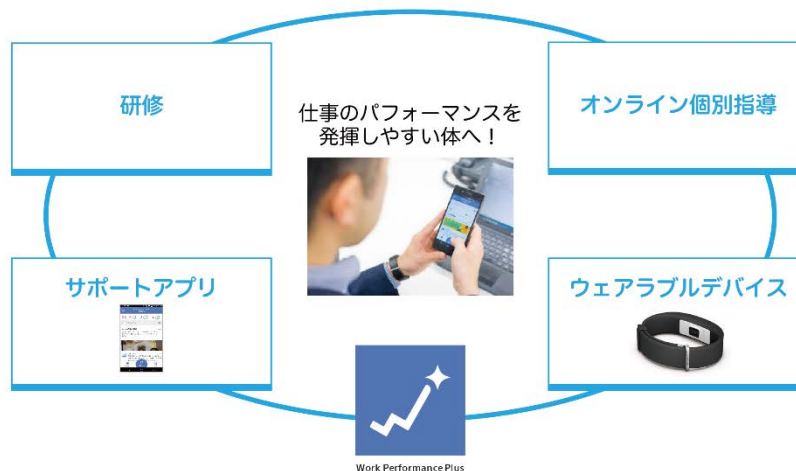 研修
オンライン個別指導
仕事のパフォーマンスを
発揮しやすい体へ！
サポートアプリ
ウェアラブルデバイス
Work Performance Plus